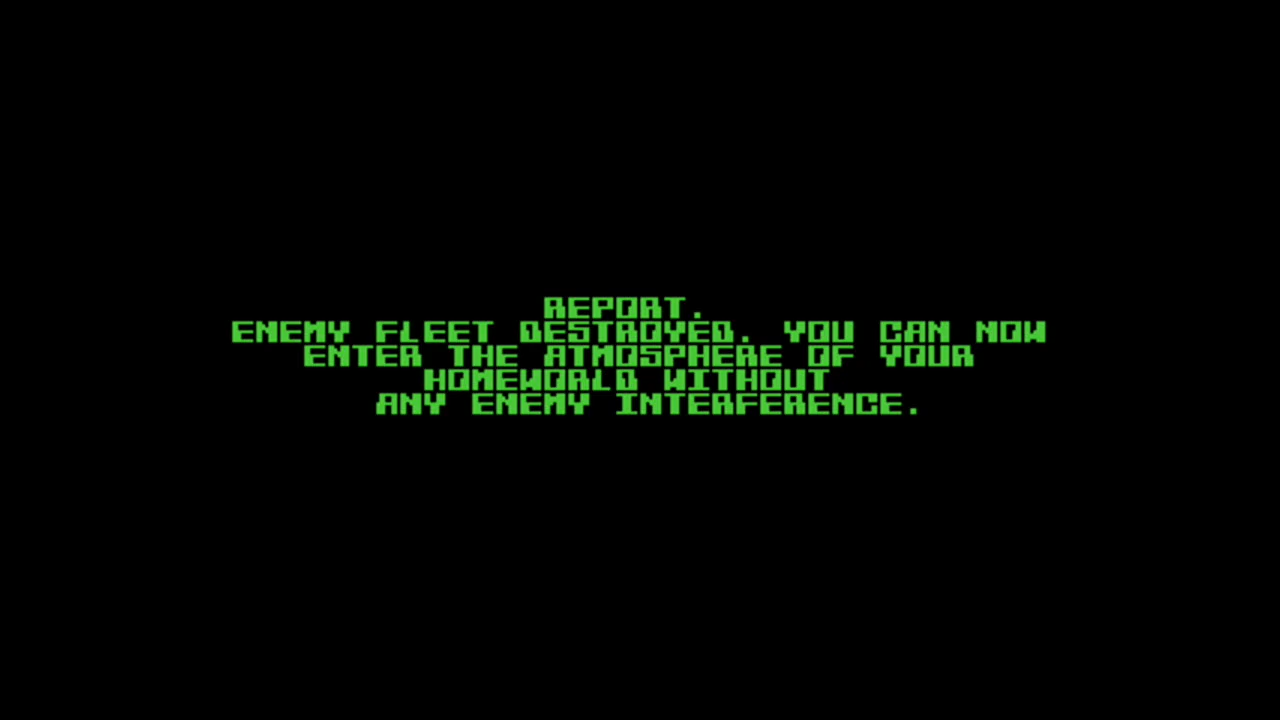 REPORT.
ENEMY FLEET DESTROYED. YOU CAN NOW
ENTER THE ATMOSPHERE OF YOUR
HOMEWORLD WITHOUT
ANY ENEMY INTERFERENCE.